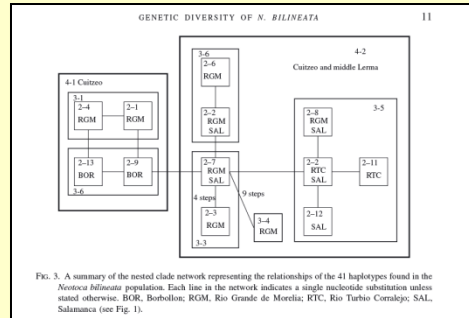 GENETIC DIVERSITY OF N. BILINEATA 11
4-1 Cuitzeo
3-1
2–4
RGM
2–1
RGM
2–13
BOR
2–9
BOR
3-6
4-2
Cuitzeo and middle Lerma
3-6
2–6
RGM
2–2
RGM
SAL
2–7
RGM
SAL
4 steps
9 steps
2–3
RGM
3-3
3–4
RGM
3-5
2–8
RGM
SAL
2–2
RTC
SAL
2–11
RTC
2–12
SAL
FIG. 3. A summary of the nested clade network representing the relationships of the 41 haplotypes found in the
Neotoca bilineata population. Each line in the network indicates a single nucleotide substitution unless
stated otherwise. BOR, Borbollon; RGM, Rio Grande de Morelia; RTC, Rio Turbio Corralejo; SAL,
Salamanca (see Fig. 1).